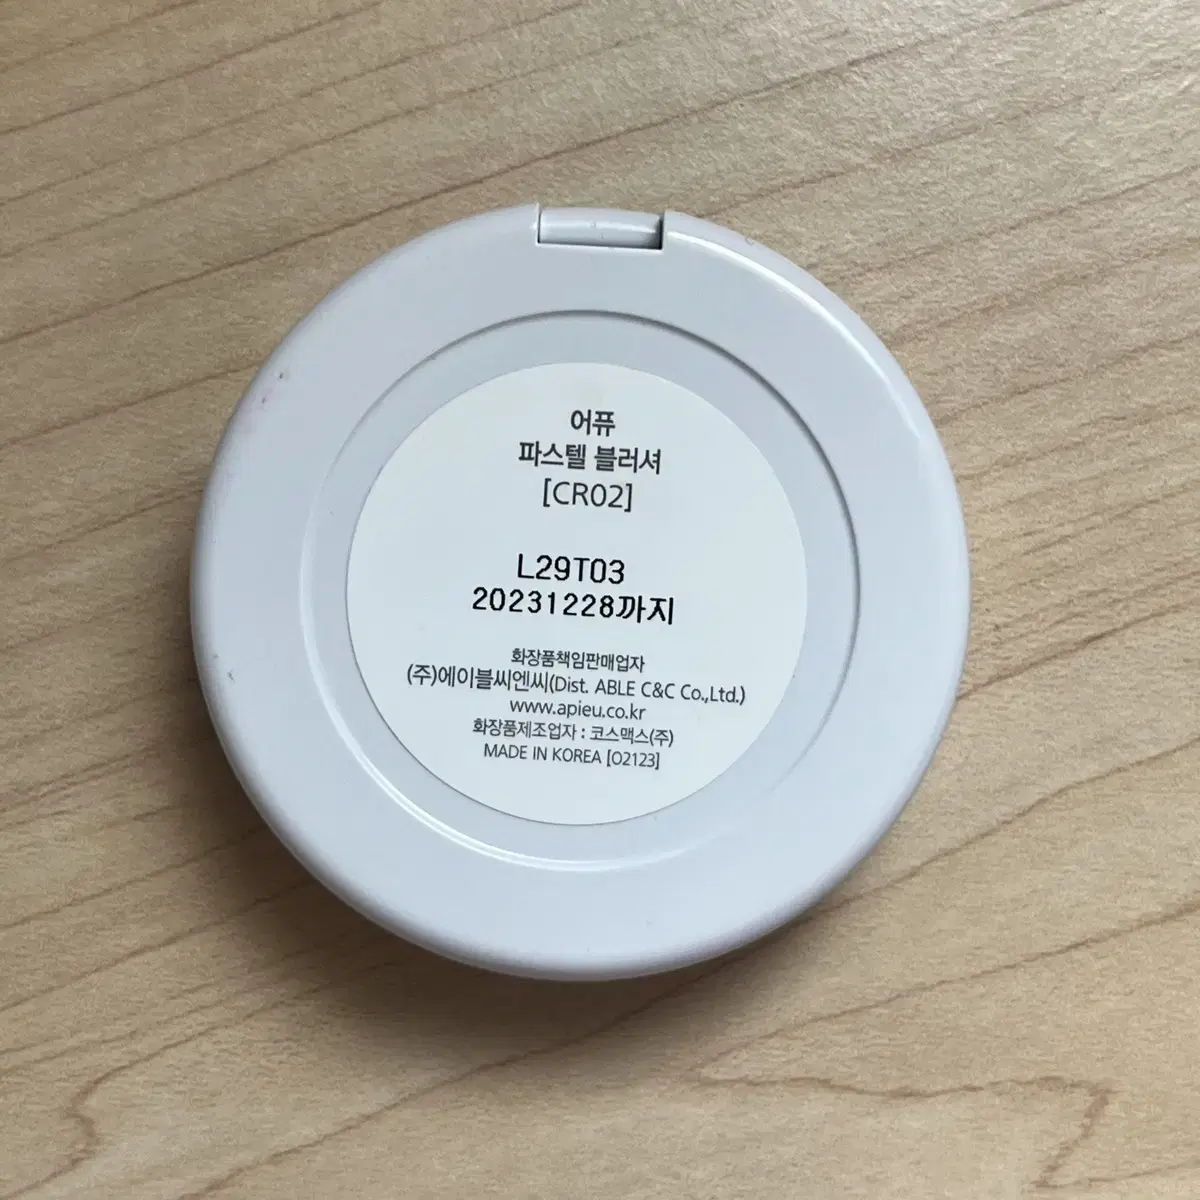 어퓨
파스텔 블러셔
[CR02]
L29T03
20231228까지
화장품책임판매업자
(주)에이블씨엔씨(Dist. ABLE C&C Co.,Ltd.)
www.apieu.co.kr
화장품제조업자 : 코스맥스(주)
MADE IN KOREA [O2123]